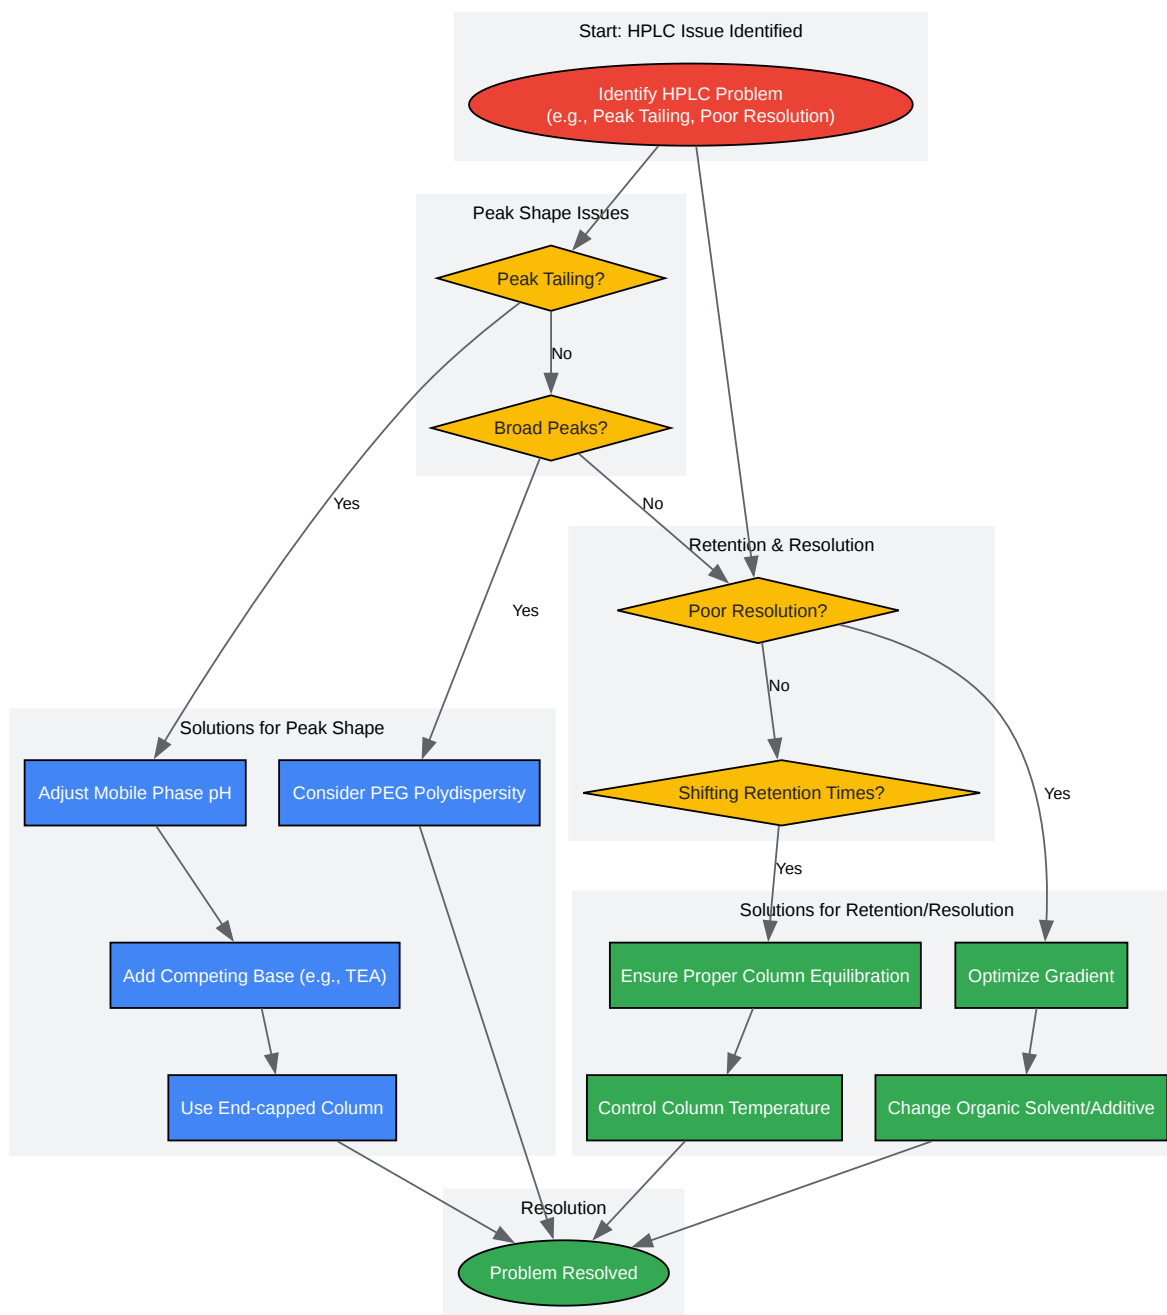 Start: HPLC Issue Identified
Identify HPLC Problem
(e.g., Peak Tailing, Poor Resolution)
Peak Shape Issues
Peak Tailing?
No
Broad Peaks?
Yes
No
Retention & Resolution
Yes
Poor Resolution?
No
Solutions for Peak Shape
Adjust Mobile Phase pH
Consider PEG Polydispersity
Shifting Retention Times?
Yes
Yes
Solutions for Retention/Resolution
Add Competing Base (e.g., TEA)
Ensure Proper Column Equilibration
Optimize Gradient
Use End-capped Column
Control Column Temperature
Change Organic Solvent/Additive
Resolution
Problem Resolved